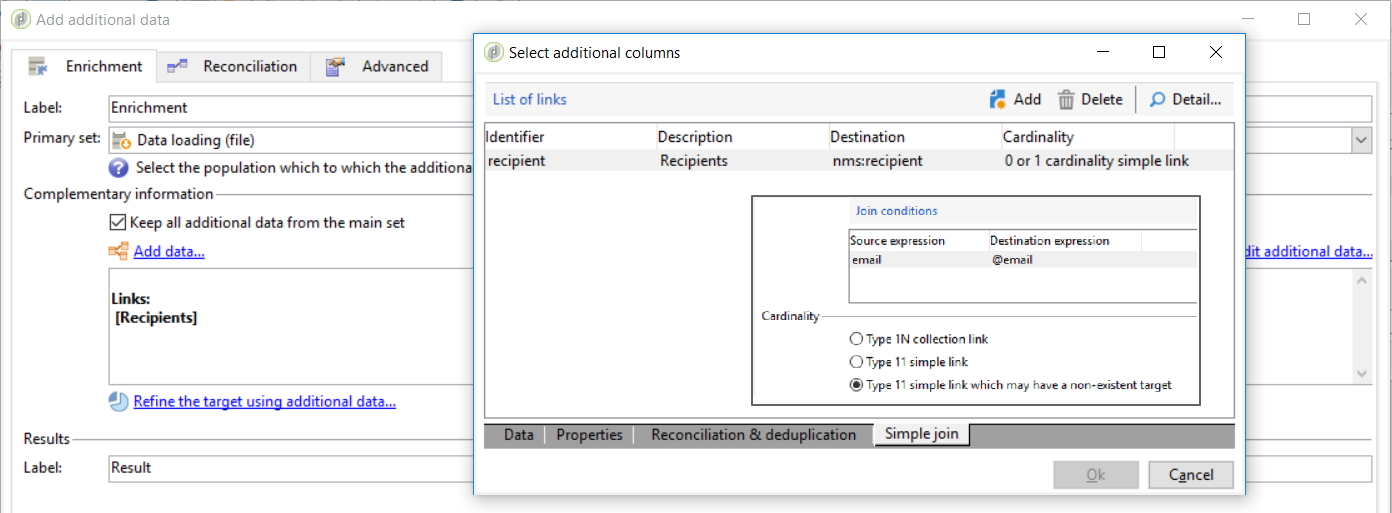 Add additional data
Enrichment
Reconciliation
Advanced
Label:
Enrichment
Primary set:
Data loading (file)
Select the population which to which the additiona
Complementary information
Keep all additional data from the main set
Add data...
dit additional data...
Links:
[Recipients]
Refine the target using additional data...
Results
Label:
Result
Select additional columns
List of links
Add
Delete
Detail...
Identifier Description Destination Cardinality
recipient Recipients nms:recipient 0 or 1 cardinality simple link
Join conditions
Source expression Destination expression
email @email
Cardinality
Type 1N collection link
Type 11 simple link
Type 11 simple link which may have a non-existent target
Data
Properties
Reconciliation & deduplication
Simple join
Ok
Cancel